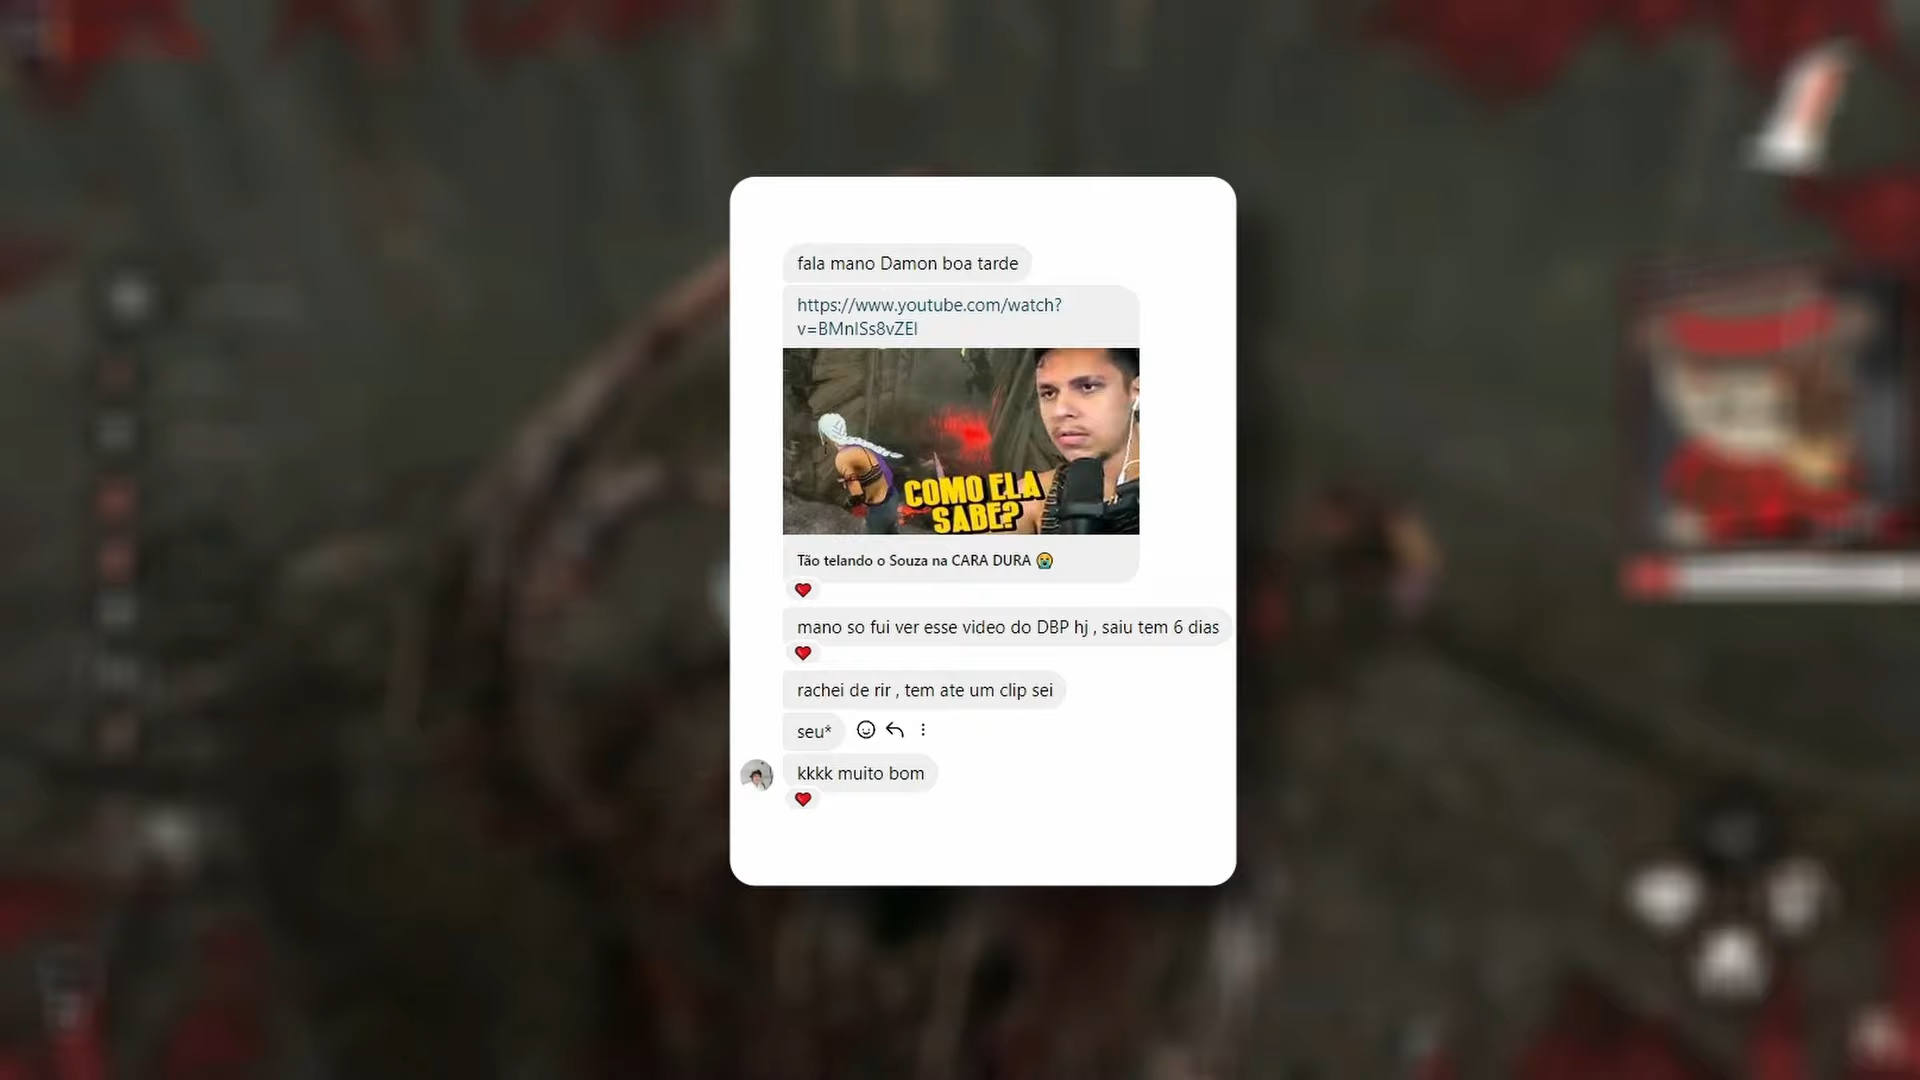 fala mano Damon boa tarde
https://www.youtube.com/watch?
v=BMnISs8vZEI
COMO ELA
SABE?
Tão telando o Souza na CARA DURA 😭
mano so fui ver esse video do DBP hj , saiu tem 6 dias
rachei de rir , tem ate um clip sei
seu*
kkkk muito bom